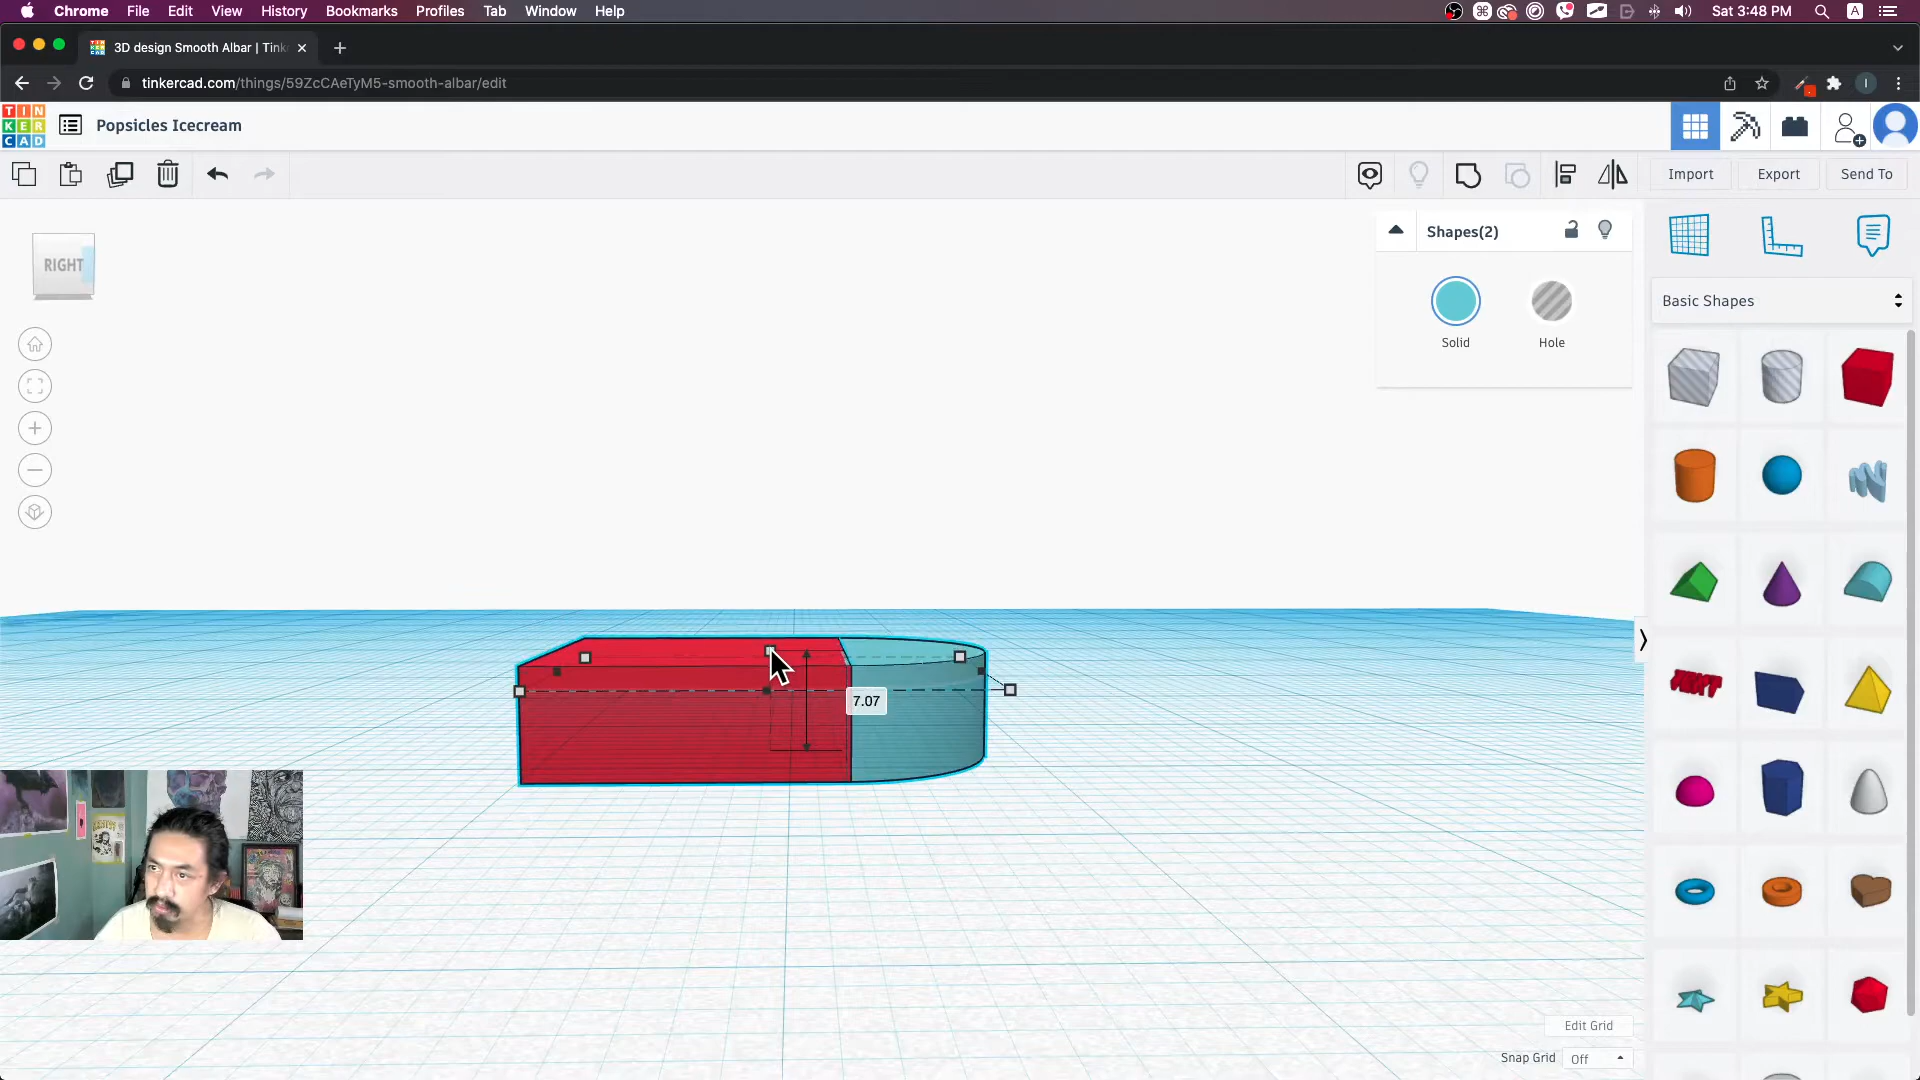 Chrome File Edit View History Bookmarks Profiles Tab Window Help Sat 3:48 PM A
3D design Smooth Albar | Tink
tinkercad.com/things/59ZcCAeTyM5-smooth-albar/edit I
TIN
KER
CAD
Popsicles Icecream
Import Export Send To
Shapes(2)
RIGHT
Basic Shapes
Solid Hole
TEXT
7.07
Edit Grid
Snap Grid Off